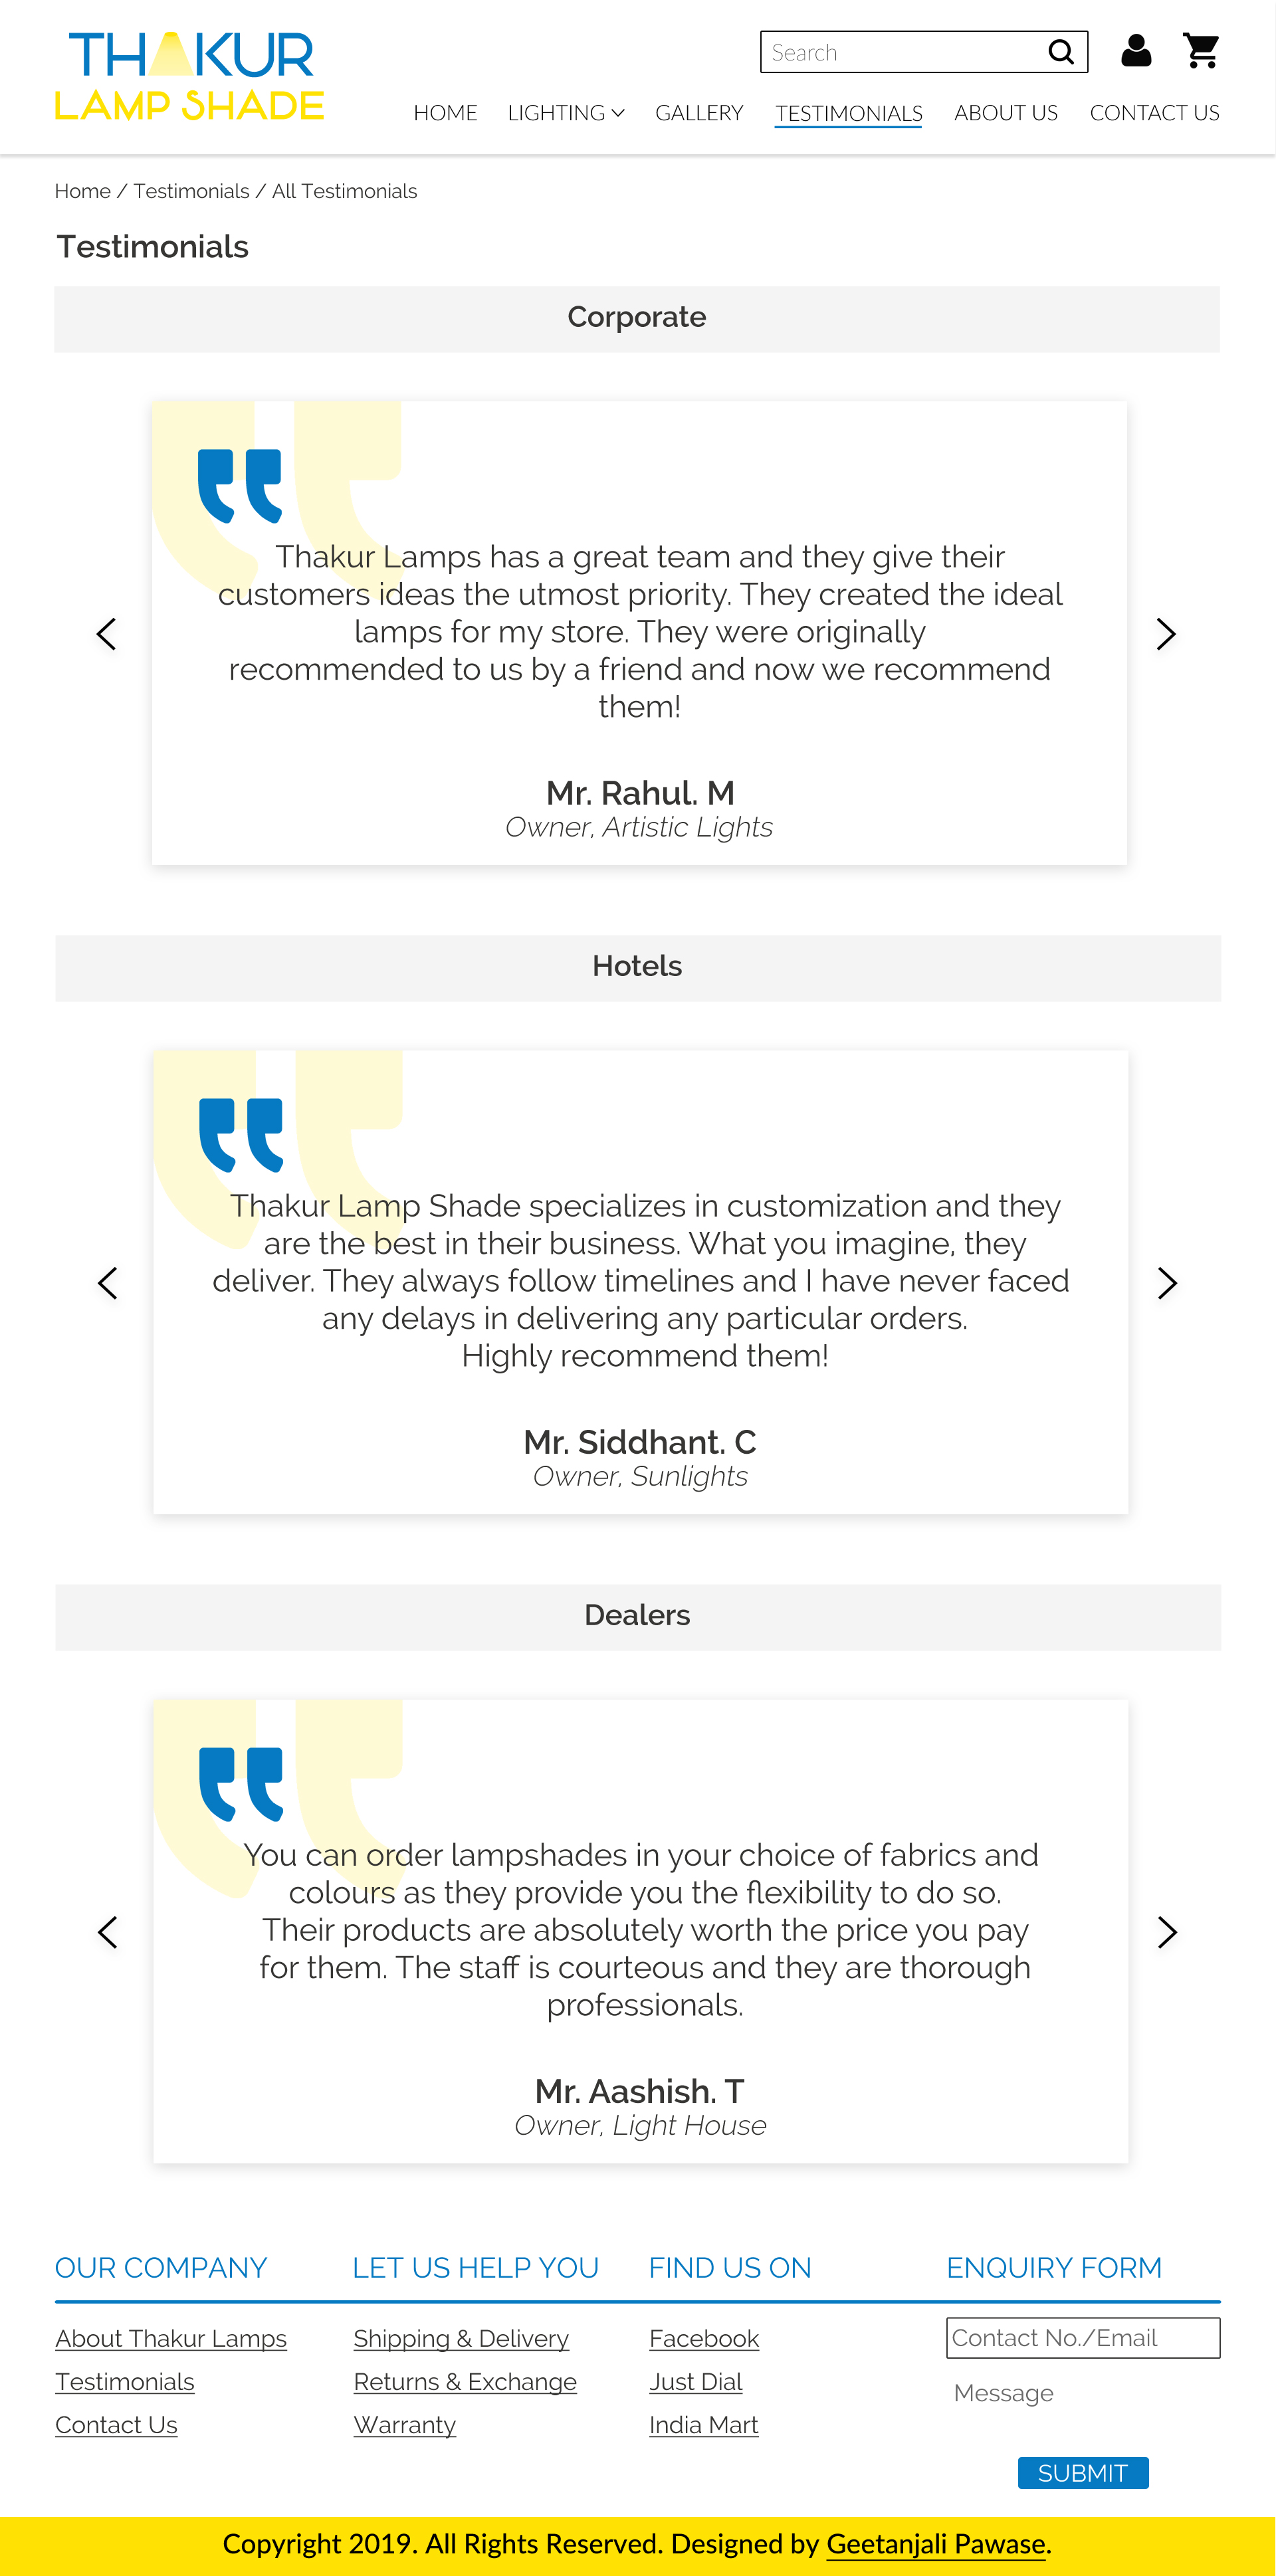 THAKUR
LAMP SHADE
Search
HOME LIGHTING GALLERY TESTIMONIALS ABOUT US CONTACT US
Home / Testimonials / All Testimonials
Testimonials
Corporate
Thakur Lamps has a great team and they give their
customers ideas the utmost priority. They created the ideal
lamps for my store. They were originally
recommended to us by a friend and now we recommend
them!
Mr. Rahul. M
Owner, Artistic Lights
Hotels
Thakur Lamp Shade specializes in customization and they
are the best in their business. What you imagine, they
deliver. They always follow timelines and I have never faced
any delays in delivering any particular orders.
Highly recommend them!
Mr. Siddhant. C
Owner, Sunlights
Dealers
You can order lampshades in your choice of fabrics and
colours as they provide you the flexibility to do so.
Their products are absolutely worth the price you pay
for them. The staff is courteous and they are thorough
professionals.
Mr. Aashish. T
Owner, Light House
OUR COMPANY
About Thakur Lamps
Testimonials
Contact Us
LET US HELP YOU
Shipping & Delivery
Returns & Exchange
Warranty
FIND US ON
Facebook
Just Dial
India Mart
ENQUIRY FORM
Contact No./Email
Message
SUBMIT
Copyright 2019. All Rights Reserved. Designed by Geetanjali Pawase.